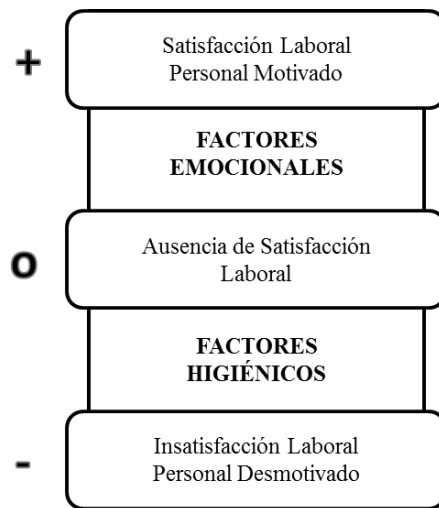 +
Satisfacción Laboral
Personal Motivado
FACTORES
EMOCIONALES
o
Ausencia de Satisfacción
Laboral
FACTORES
HIGIÉNICOS
-
Insatisfacción Laboral
Personal Desmotivado